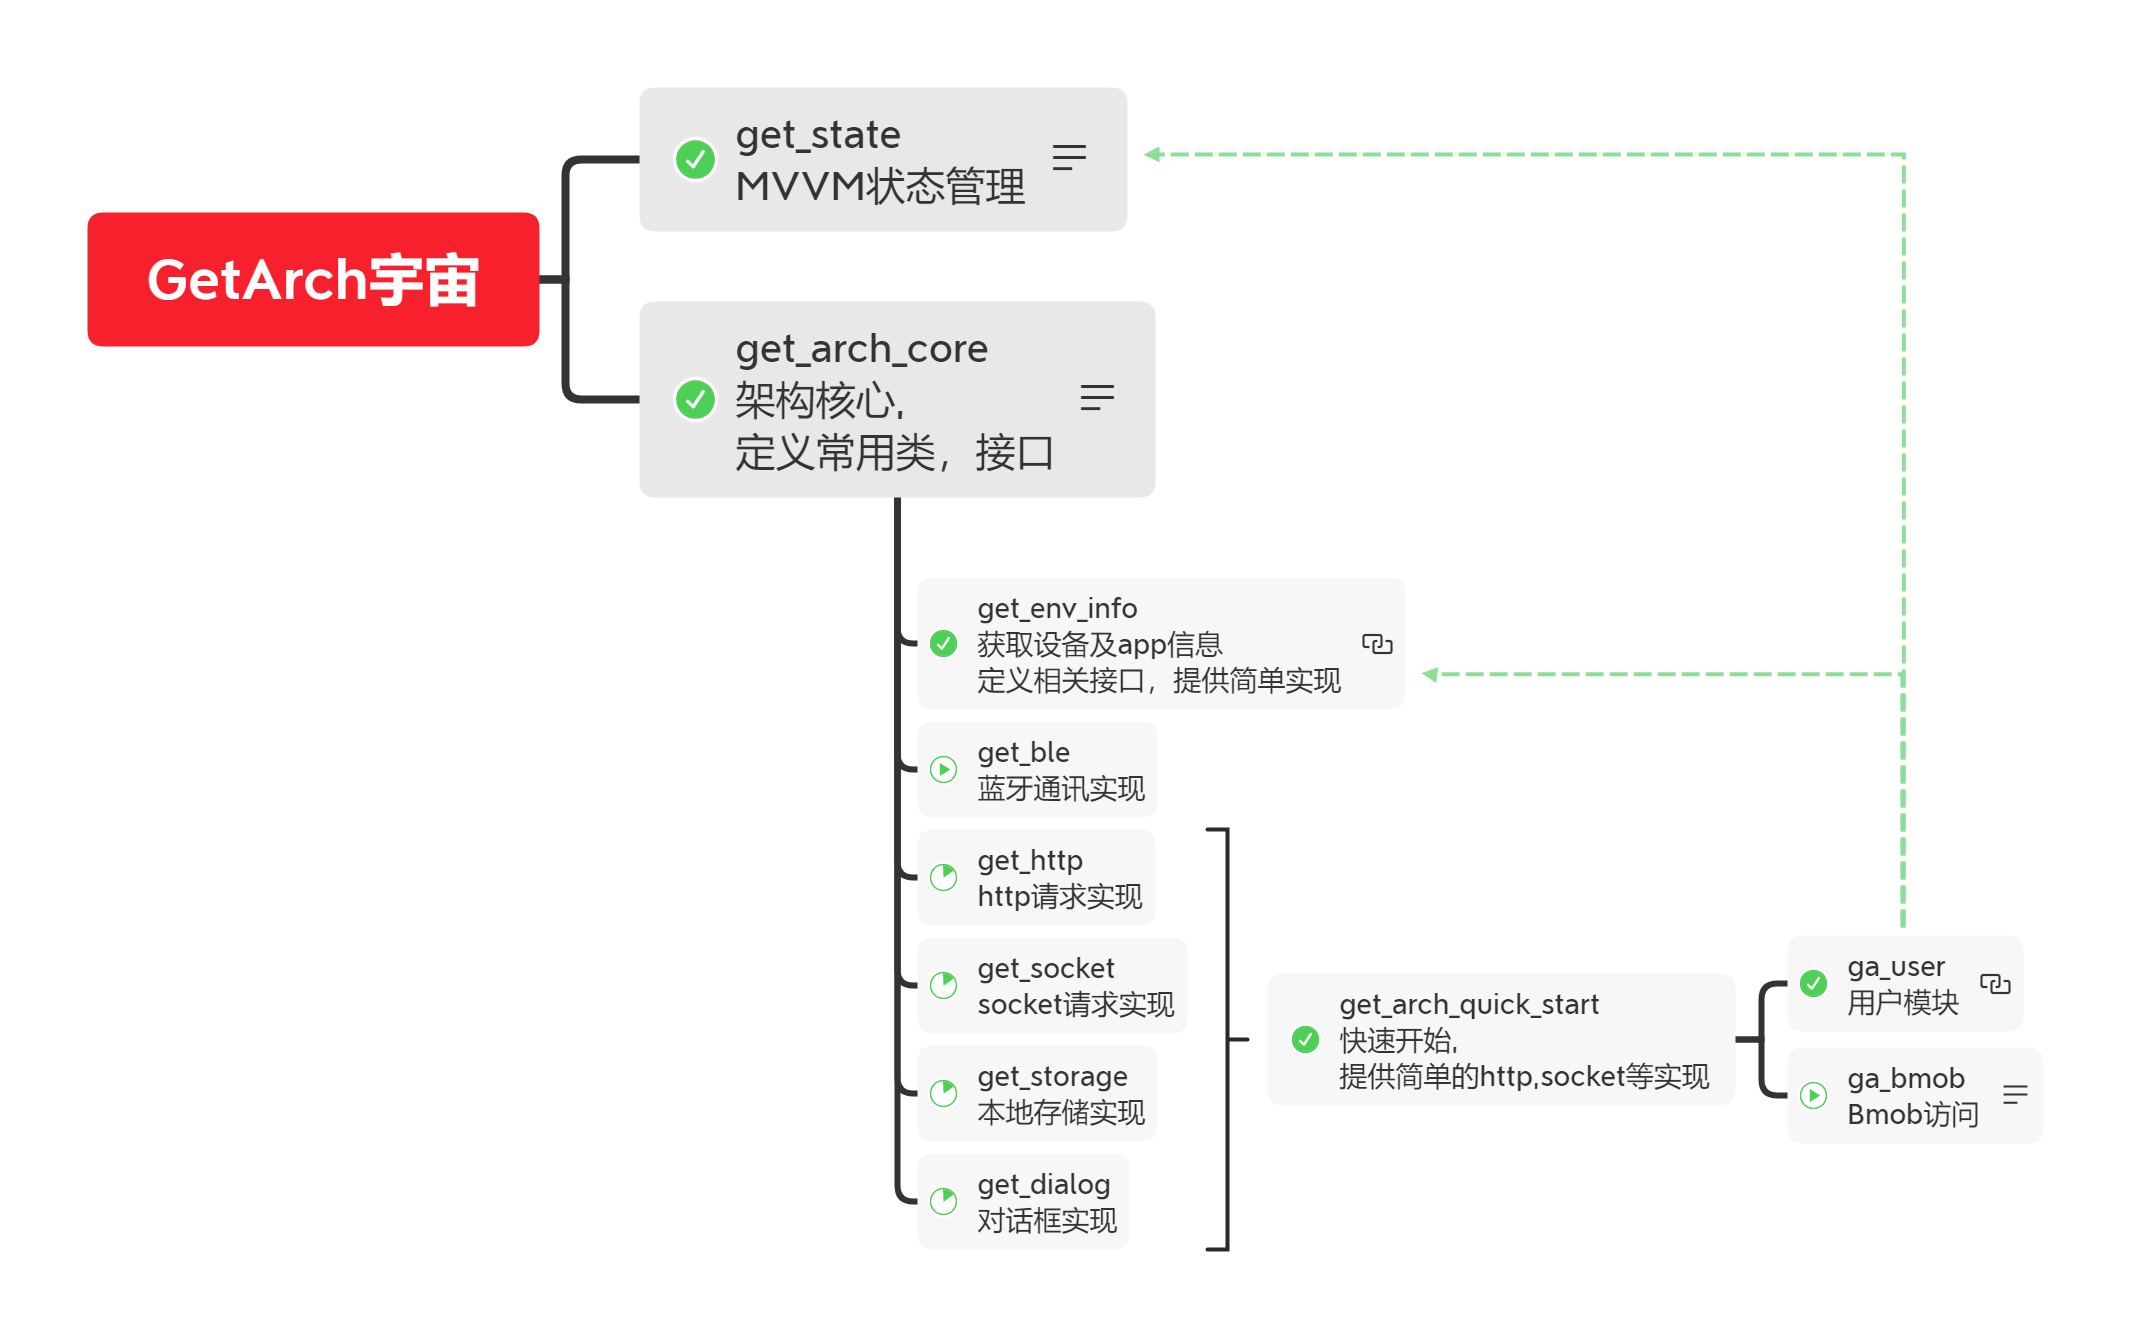 GetArch宇宙
get_state
MVVM状态管理
get_arch_core
架构核心,
定义常用类，接口
get_env_info
获取设备及app信息
定义相关接口，提供简单实现
get_ble
蓝牙通讯实现
get_http
http请求实现
get_socket
socket请求实现
get_storage
本地存储实现
get_dialog
对话框实现
get_arch_quick_start
快速开始,
提供简单的http,socket等实现
ga_user
用户模块
ga_bmob
Bmob访问